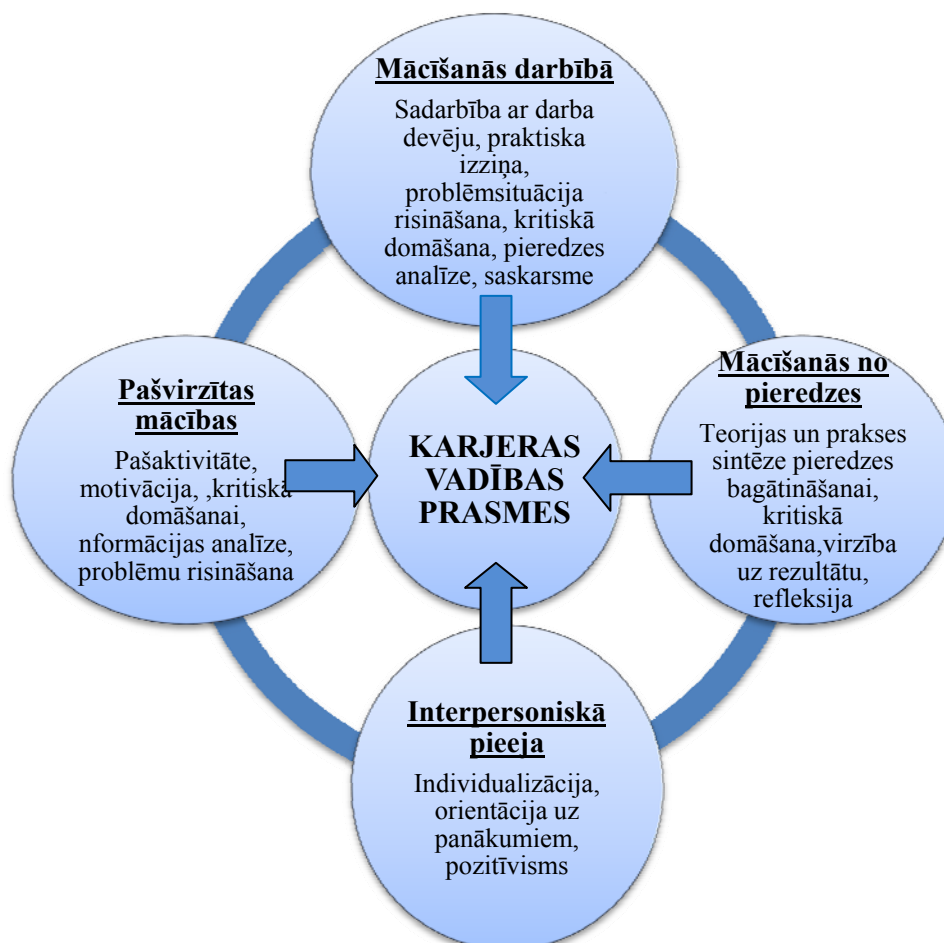 Mācīšanās darbībā
Sadarbība ar darba
devēju, praktiska
izziņa,
problēmsituācija
risināšana, kritiskā
domāšana, pieredzes
analīze, saskarsme
Pašvirzītas
mācības
Pašaktivitāte,
motivācija, ,kritiskā
domāšanai,
nformācijas analīze,
problēmu risināšana
KARJERAS
VADĪBAS
PRASMES
Mācīšanās no
pieredzes
Teorijas un prakses
sintēze pieredzes
bagātināšanai,
kritiskā
domāšana,virzība
uz rezultātu,
refleksija
Interpersoniskā
pieeja
Individualizācija,
orientācija uz
panākumiem,
pozitīvisms